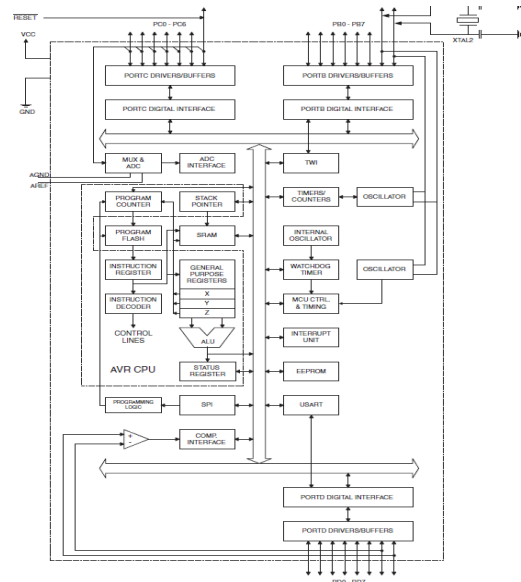 RESET
PC0 - PC6
PB0 - PB7
VCC
XTAL2
GND
PORTC DRIVERS/BUFFERS
PORTB DRIVERS/BUFFERS
PORTC DIGITAL INTERFACE
PORTB DIGITAL INTERFACE
MUX &
ADC
ADC
INTERFACE
TWI
AGND
AREF
PROGRAM
COUNTER
STACK
POINTER
TIMERS/
COUNTERS
OSCILLATOR
PROGRAM
FLASH
SRAM
INTERNAL
OSCILLATOR
INSTRUCTION
REGISTER
GENERAL
PURPOSE
REGISTERS
WATCHDOG
TIMER
OSCILLATOR
X
Y
Z
INSTRUCTION
DECODER
MCU CTRL.
& TIMING
CONTROL
LINES
ALU
INTERRUPT
UNIT
AVR CPU
STATUS
REGISTER
EEPROM
PROGRAMMING
LOGIC
SPI
USART
+
-
COMP.
INTERFACE
PORTD DIGITAL INTERFACE
PORTD DRIVERS/BUFFERS
PD0 - PD7